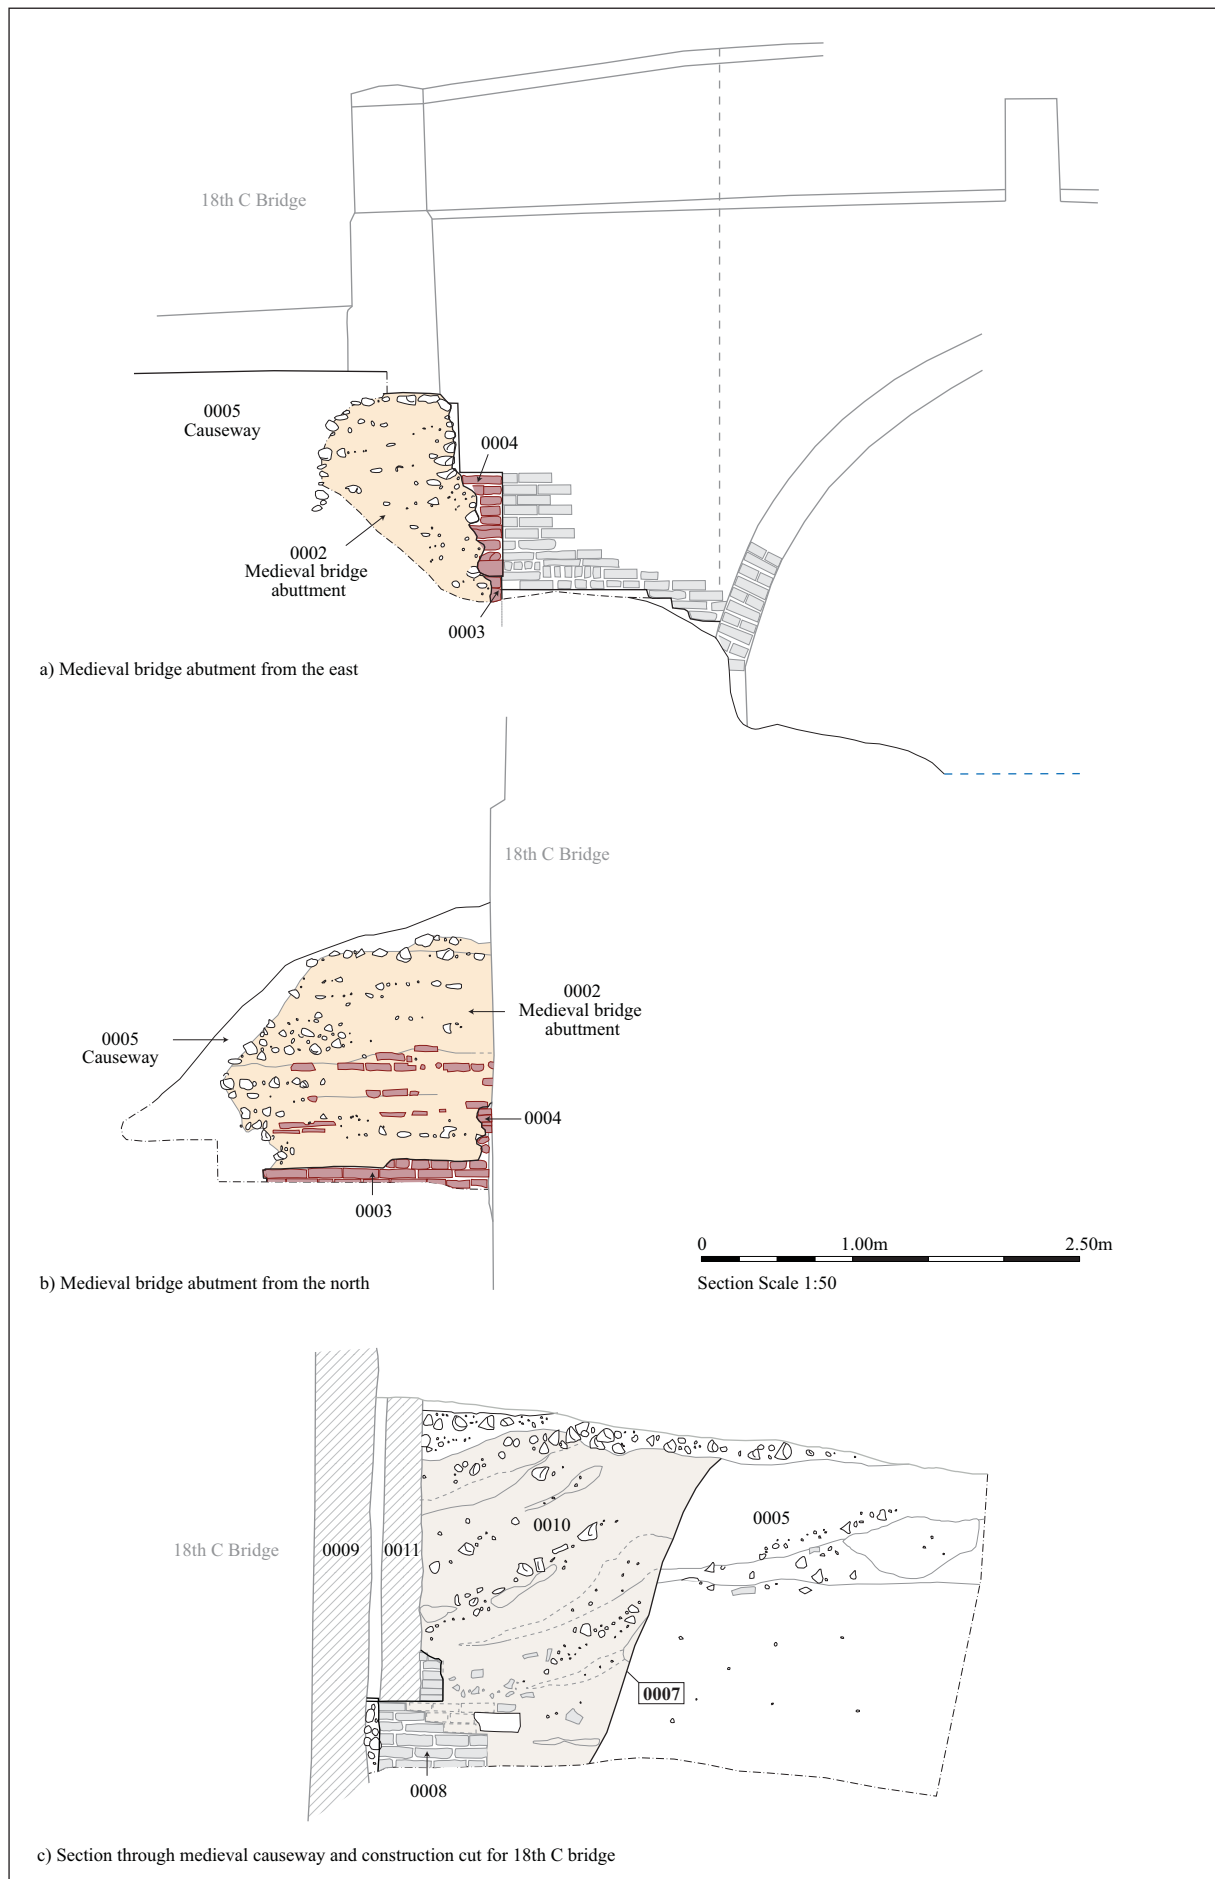 18th C Bridge
0005
Causeway
0004
0002
Medieval bridge
abuttment
0003
a) Medieval bridge abutment from the east
18th C Bridge
0002
Medieval bridge
abuttment
0005
Causeway
0004
0003
0 1.00m 2.50m
b) Medieval bridge abutment from the north
Section Scale 1:50
0010
0005
18th C Bridge
0009
0011
0007
0008
c) Section through medieval causeway and construction cut for 18th C bridge